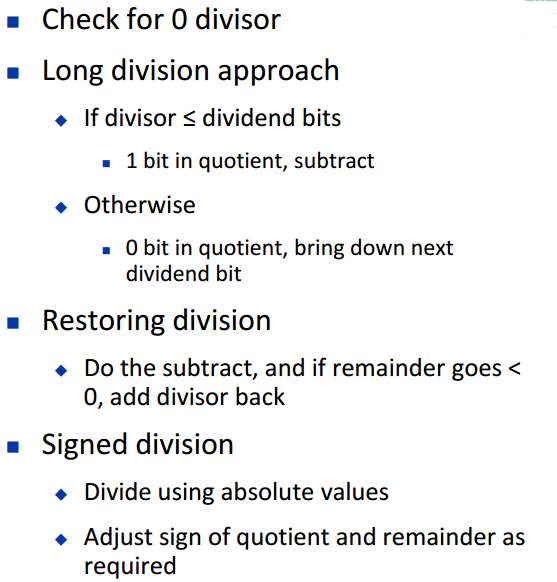 Check for 0 divisor
Long division approach
If divisor ≤ dividend bits
1 bit in quotient, subtract
Otherwise
0 bit in quotient, bring down next
dividend bit
Restoring division
Do the subtract, and if remainder goes <
0, add divisor back
Signed division
Divide using absolute values
Adjust sign of quotient and remainder as
required